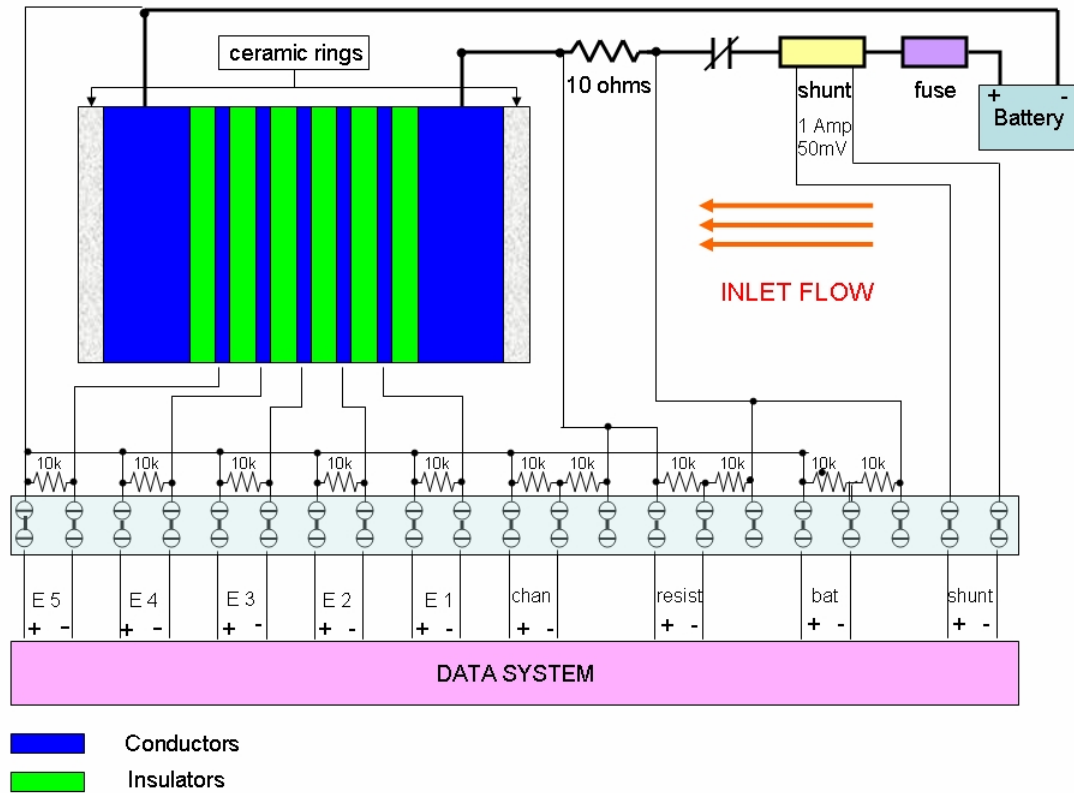 ceramic rings
10 ohms
shunt
fuse
+ -
Battery
1 Amp
50mV
INLET FLOW
10k 10k 10k 10k 10k 10k 10k 10k 10k 10k 10k
E 5 E 4 E 3 E 2 E 1 chan resist bat shunt
+ - + - + - + - + - + - + - + - + -
DATA SYSTEM
Conductors
Insulators